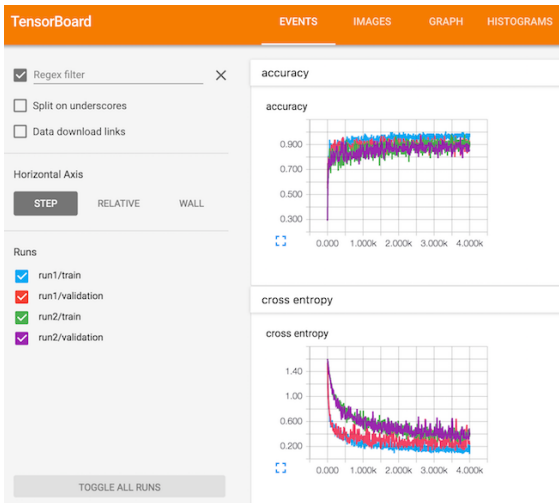 TensorBoard
EVENTS IMAGES GRAPH HISTOGRAMS
Regex filter
Split on underscores
Data download links
Horizontal Axis
STEP RELATIVE WALL
Runs
run1/train
run1/validation
run2/train
run2/validation
TOGGLE ALL RUNS
accuracy
accuracy
0.900
0.700
0.500
0.300
0.000 1.000k 2.000k 3.000k 4.000k
cross entropy
cross entropy
1.40
1.00
0.600
0.200
0.000 1.000k 2.000k 3.000k 4.000k